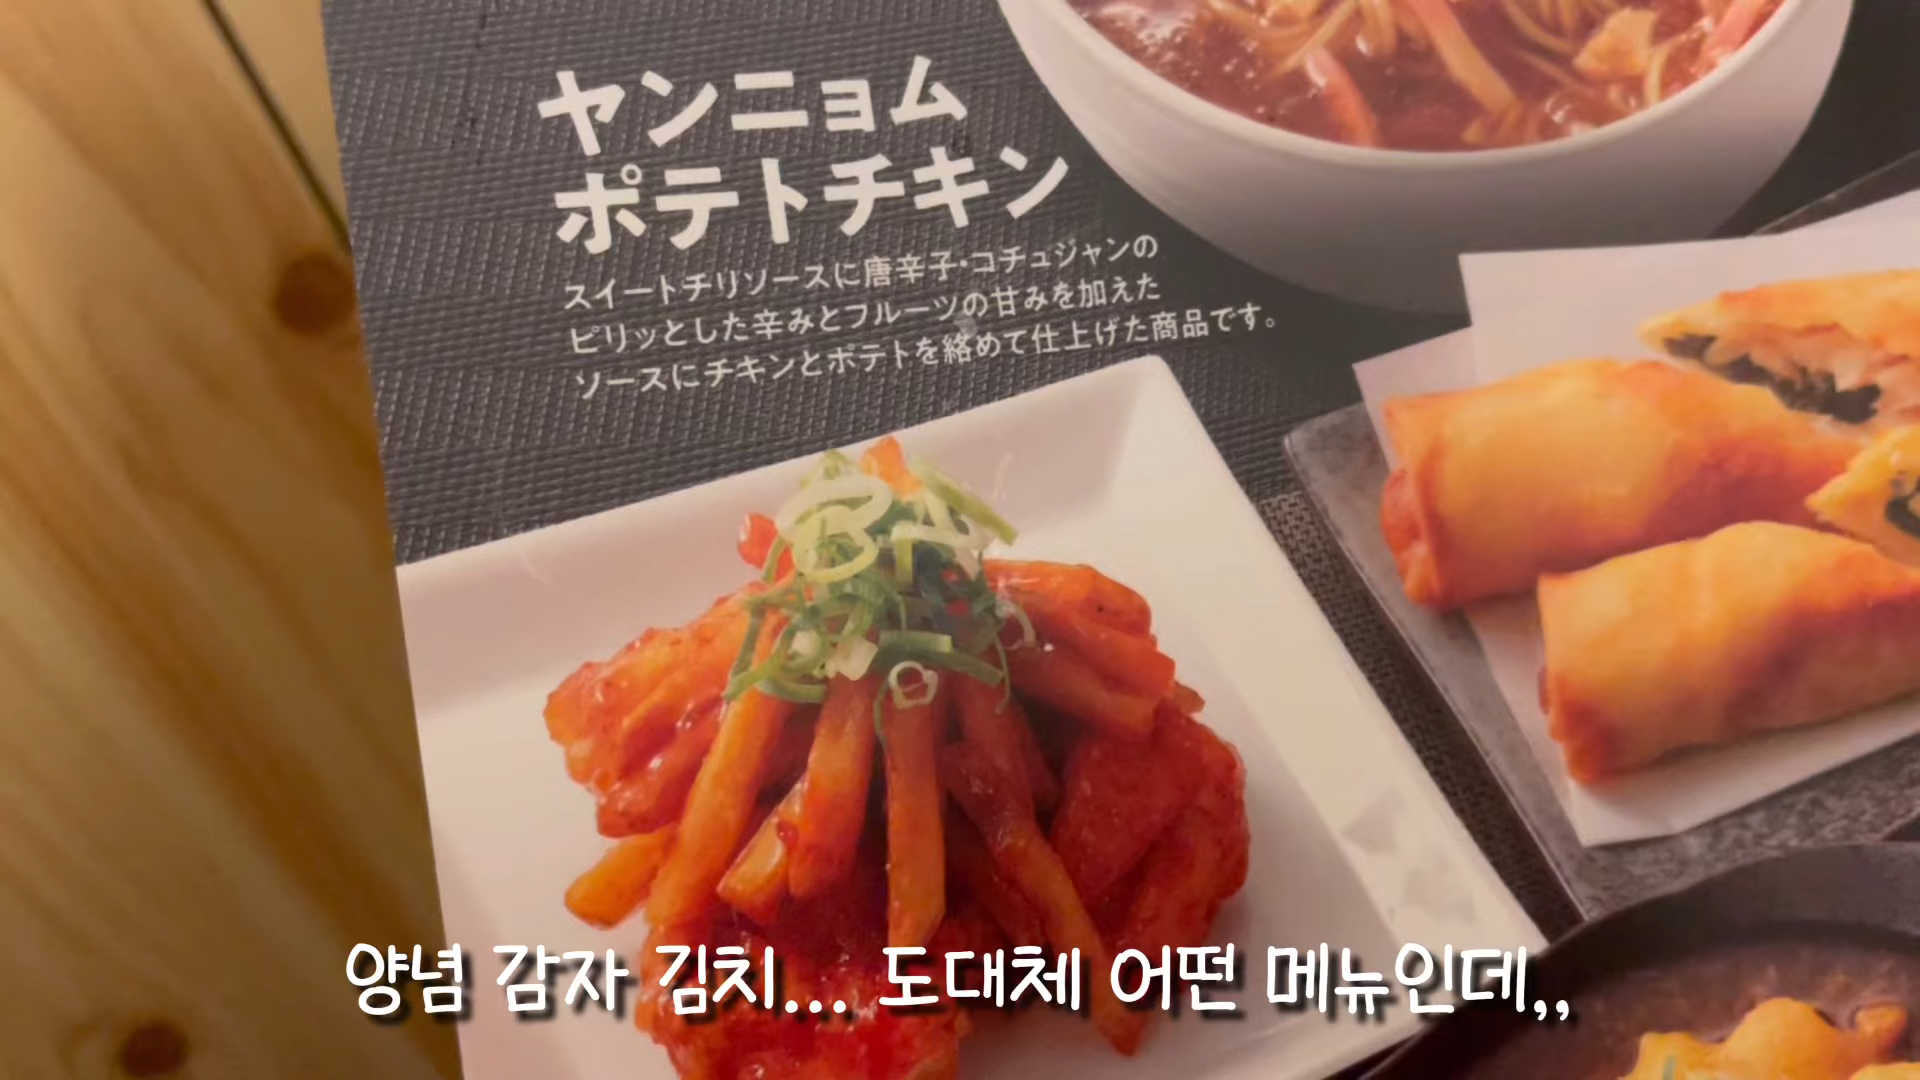 ヤンニョム
ポテトチキン
スイートチリソースに唐辛子・コチュジャンの
ピリッとした辛みとフルーツの甘みを加えた
ソースにチキンとポテトを絡めて仕上げた商品です。
양념 감자 김치... 도대체 어떤 메뉴인데,,